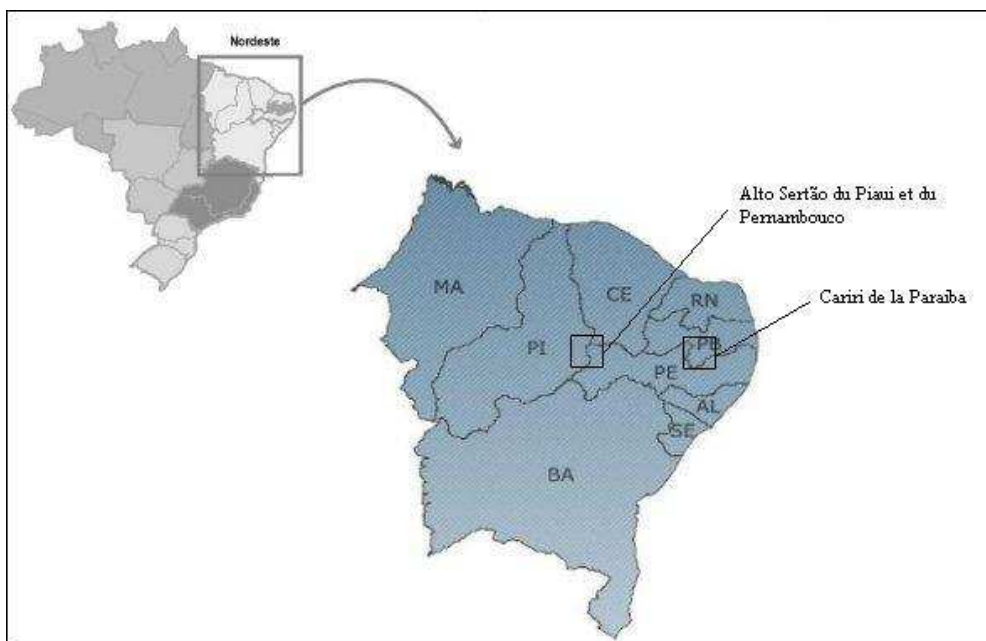 Nordeste
Alto Sertão du Piaui et du
Pernambouco
MA
CE
RN
Cariri de la Paraiba
PI
PB
PE
AL
SE
BA